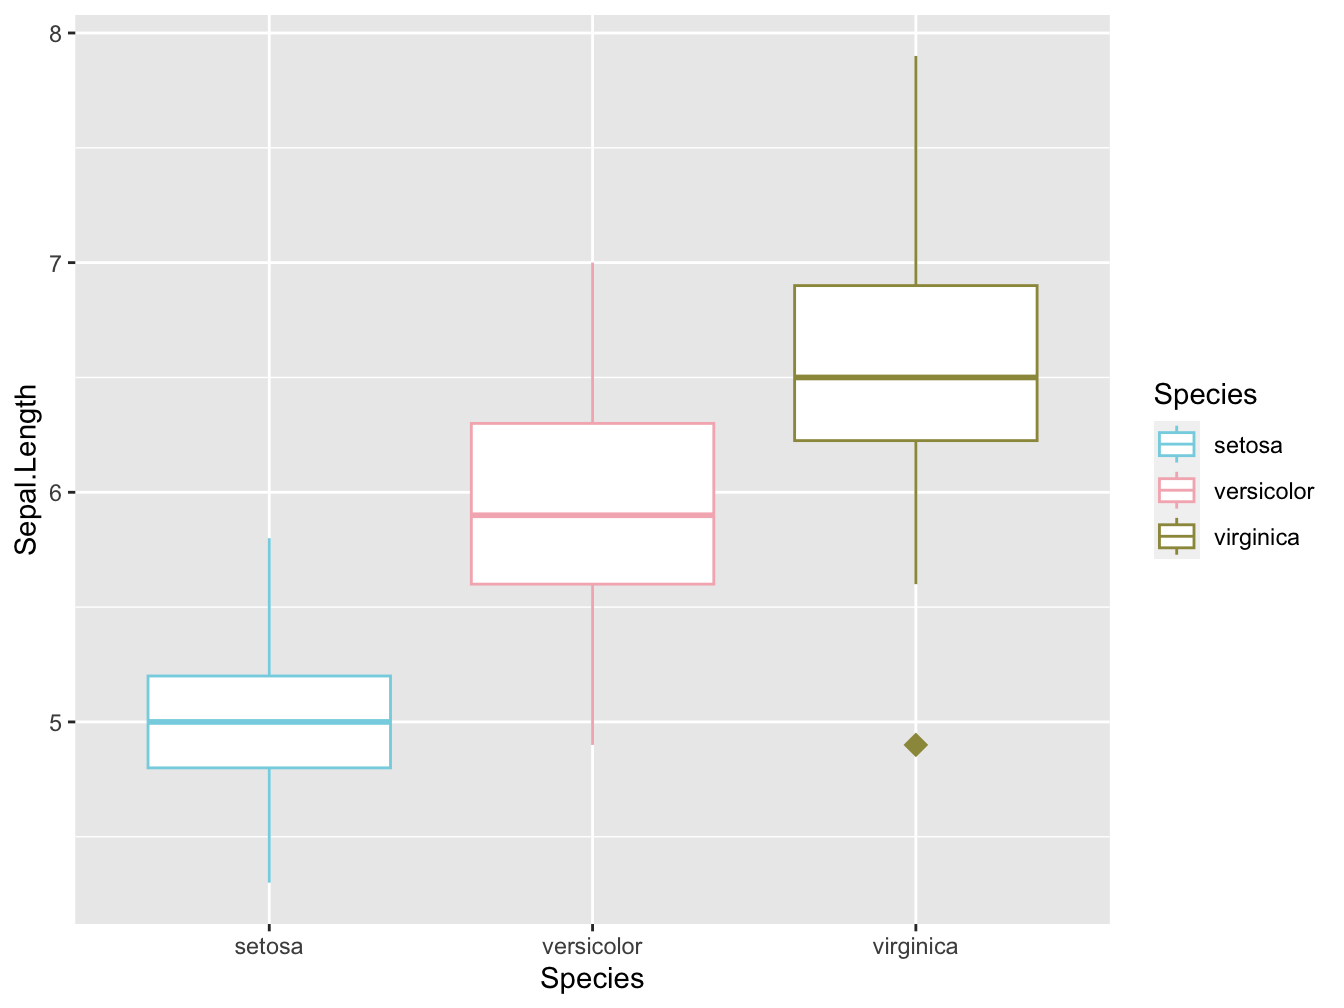 8
7
6
5
Sepal.Length
setosa
versicolor
virginica
Species
Species
setosa
versicolor
virginica